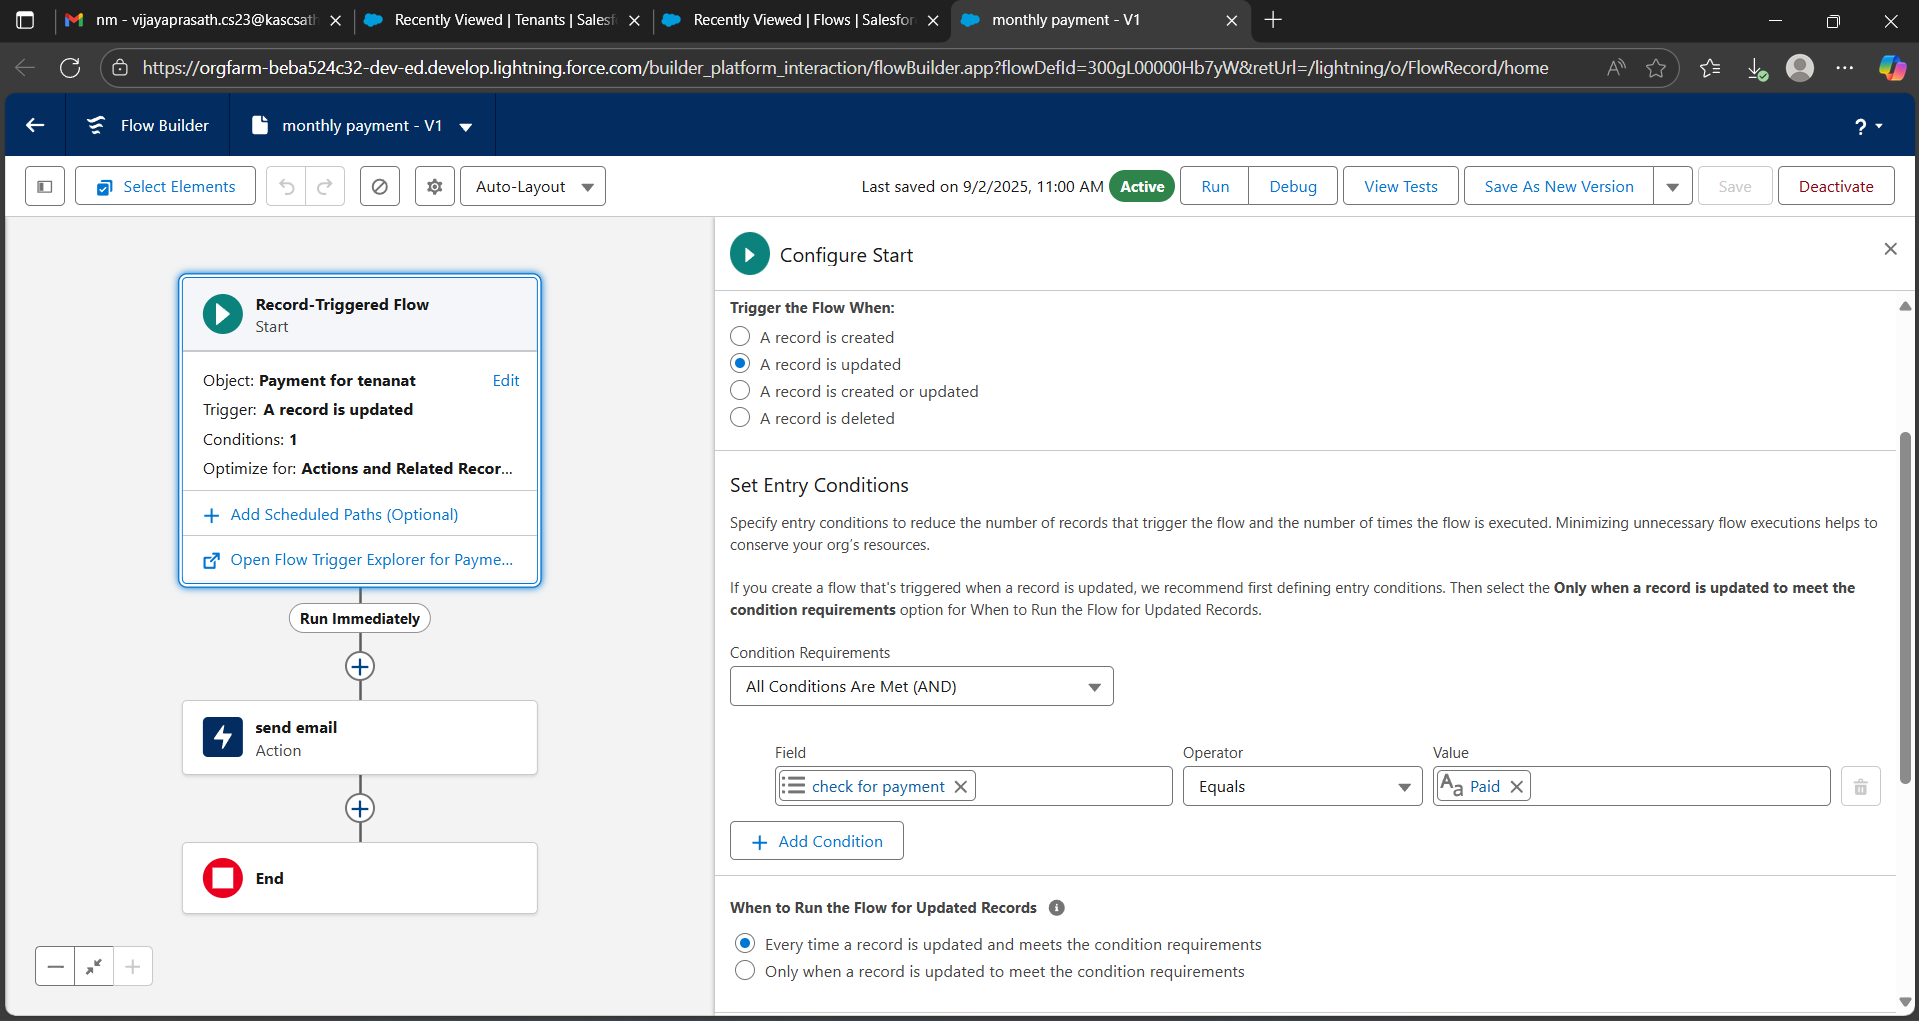 nm - vijayaprasath.cs23@kascsath
Recently Viewed | Tenants | Salesf
Recently Viewed | Flows | Salesfor
monthly payment - V1
https://orgfarm-beba524c32-dev-ed.develop.lightning.force.com/builder_platform_interaction/flowBuilder.app?flowDefId=300gL00000Hb7yW&retUrl=/lightning/o/FlowRecord/home
Flow Builder
monthly payment - V1
?
Select Elements
Auto-Layout
Last saved on 9/2/2025, 11:00 AM
Active
Run
Debug
View Tests
Save As New Version
Save
Deactivate
Record-Triggered Flow
Start
Object: Payment for tenanat
Edit
Trigger: A record is updated
Conditions: 1
Optimize for: Actions and Related Recor...
Add Scheduled Paths (Optional)
Open Flow Trigger Explorer for Payme...
Run Immediately
send email
Action
End
Configure Start
Trigger the Flow When:
A record is created
A record is updated
A record is created or updated
A record is deleted
Set Entry Conditions
Specify entry conditions to reduce the number of records that trigger the flow and the number of times the flow is executed. Minimizing unnecessary flow executions helps to
conserve your org's resources.
If you create a flow that's triggered when a record is updated, we recommend first defining entry conditions. Then select the Only when a record is updated to meet the
condition requirements option for When to Run the Flow for Updated Records.
Condition Requirements
All Conditions Are Met (AND)
Field
Operator
Value
check for payment
Equals
Aa Paid
Add Condition
When to Run the Flow for Updated Records
Every time a record is updated and meets the condition requirements
Only when a record is updated to meet the condition requirements